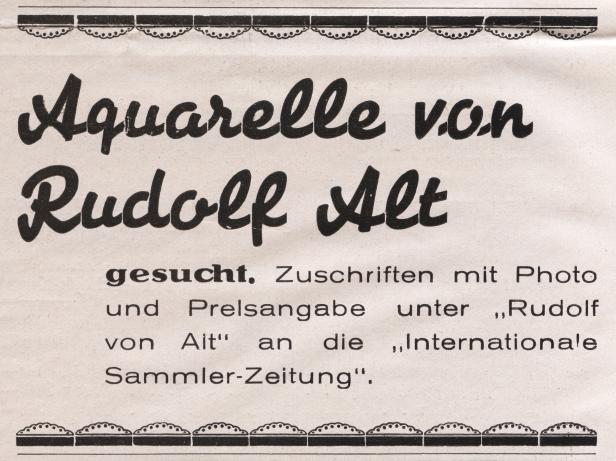 Aquarelle von
Rudolf Alt
gesucht. Zuschriften mit Photo
und Preisangabe unter „Rudolf
von Alt" an die „Internationale
Sammler-Zeitung".